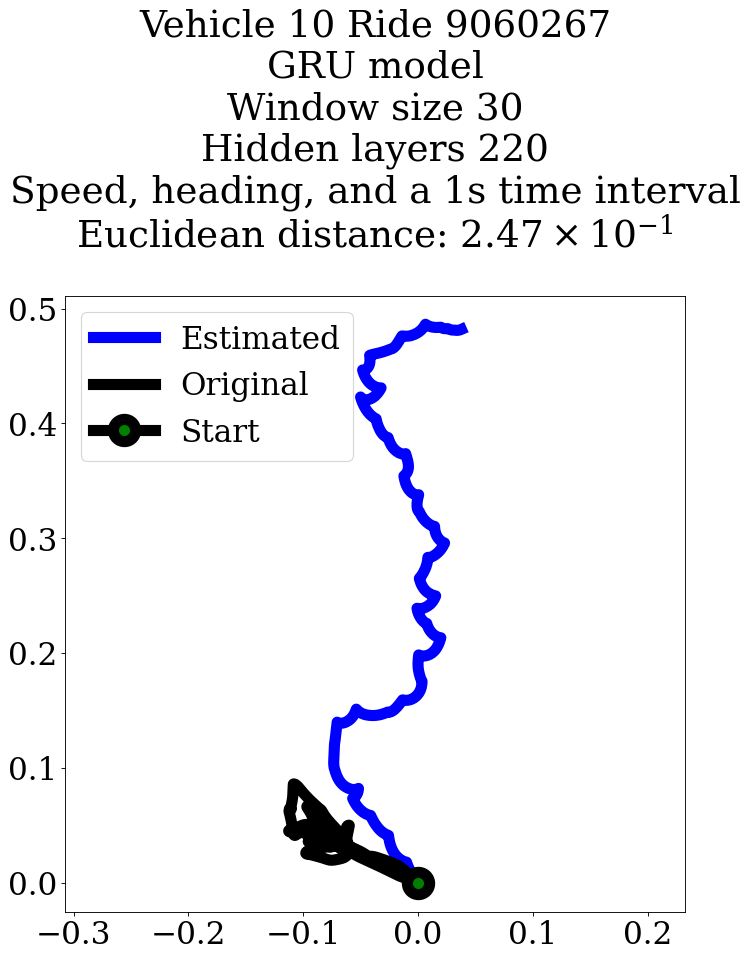 Vehicle 10 Ride 9060267
GRU model
Window size 30
Hidden layers 220
Speed, heading, and a 1s time interval
Euclidean distance: 2.47 × 10⁻¹
Estimated
Original
Start
0.5
0.4
0.3
0.2
0.1
0.0
−0.3 −0.2 −0.1 0.0 0.1 0.2